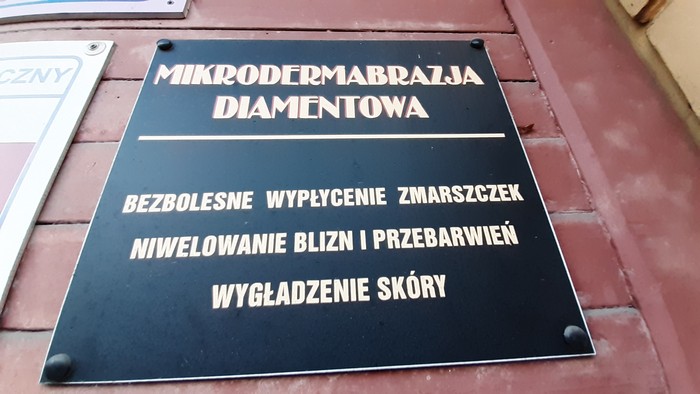 MIKRODERMABRAZJA
DIAMENTOWA
BEZBOLESNE WYPŁYCENIE ZMARSZCZEK
NIWELOWANIE BLIZN I PRZEBARWIEŃ
WYGŁADZENIE SKÓRY